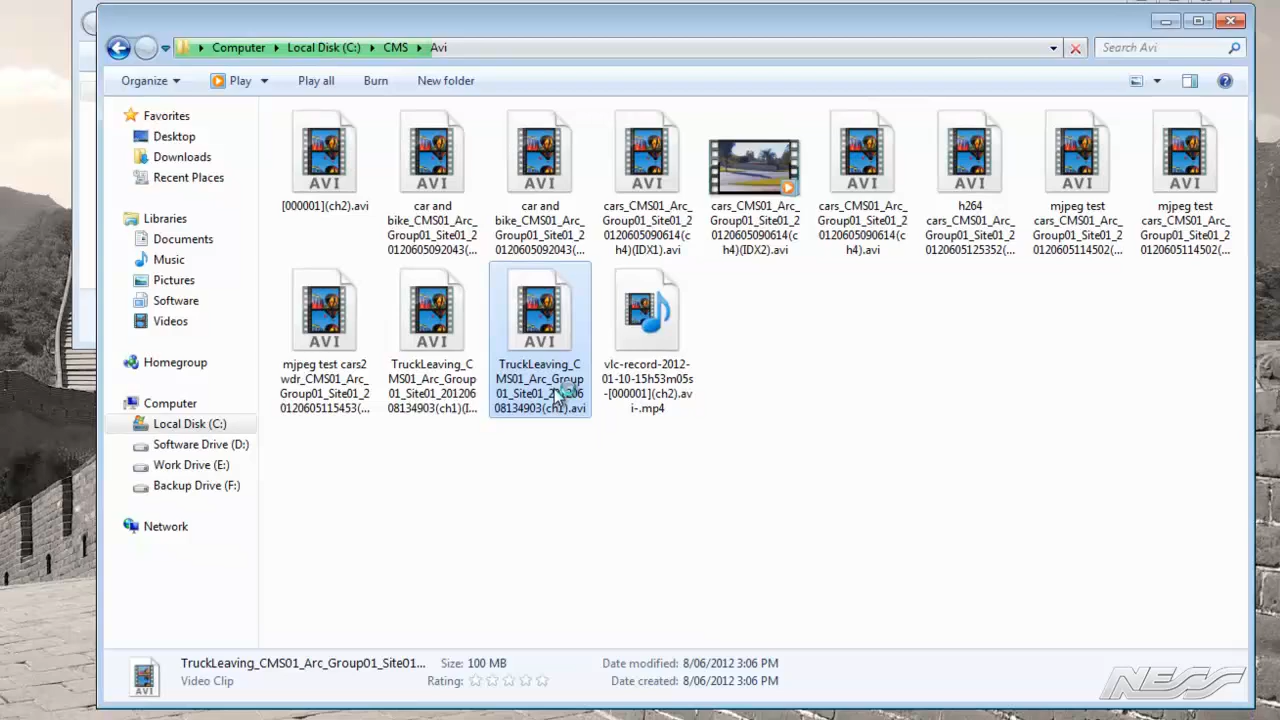 Computer Local Disk (C:) CMS Avi
Search Avi
Organize Play Play all Burn New folder
Favorites
Desktop
Downloads
Recent Places
Libraries
Documents
Music
Pictures
Software
Videos
Homegroup
Computer
Local Disk (C:)
Software Drive (D:)
Work Drive (E:)
Backup Drive (F:)
Network
AVI
[000001](ch2).avi
AVI
car and
bike_CMS01_Arc_
Group01_Site01_2
0120605092043(...
AVI
car and
bike_CMS01_Arc_
Group01_Site01_2
0120605092043(...
AVI
cars_CMS01_Arc_
Group01_Site01_2
0120605090614(c
h4)(IDX1).avi
cars_CMS01_Arc_
Group01_Site01_2
0120605090614(c
h4)(IDX2).avi
AVI
cars_CMS01_Arc_
Group01_Site01_2
0120605090614(c
h4).avi
AVI
h264
cars_CMS01_Arc_
Group01_Site01_2
0120605125352(...
AVI
mjpeg test
cars_CMS01_Arc_
Group01_Site01_2
0120605114502(...
AVI
mjpeg test
cars_CMS01_Arc_
Group01_Site01_2
0120605114502(...
AVI
mjpeg test cars2
wdr_CMS01_Arc_
Group01_Site01_2
0120605115453(...
AVI
TruckLeaving_C
MS01_Arc_Group
01_Site01_201206
08134903(ch1)(I...
AVI
TruckLeaving_C
MS01_Arc_Group
01_Site01_201206
08134903(ch1).avi
vlc-record-2012-
01-10-15h53m05s
-[000001](ch2).av
i-.mp4
AVI
TruckLeaving_CMS01_Arc_Group01_Site01...
Video Clip
Size: 100 MB
Rating:
Date modified: 8/06/2012 3:06 PM
Date created: 8/06/2012 3:06 PM
NESS